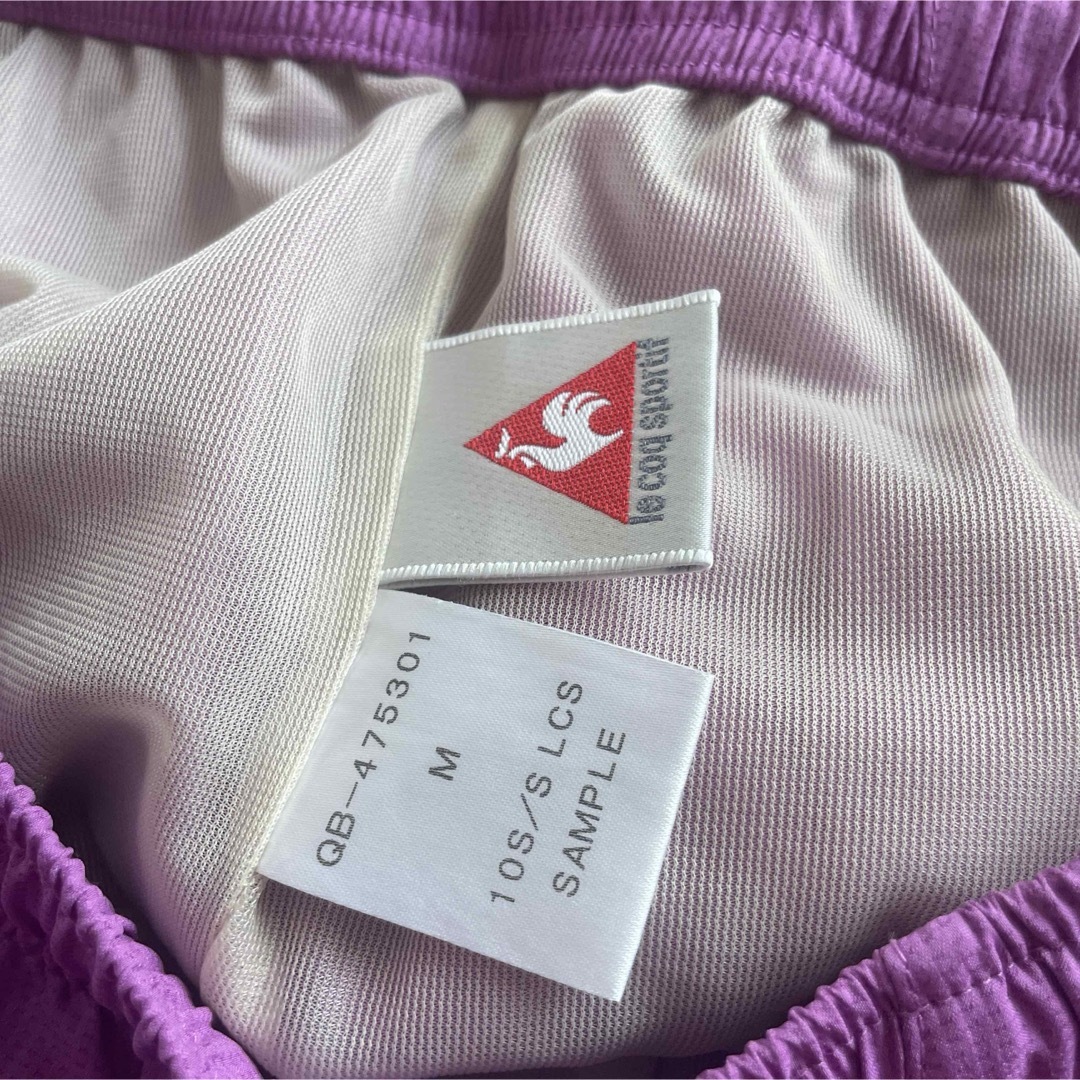 le coq sportif
QB-475301
M
10S/S LCS
SAMPLE